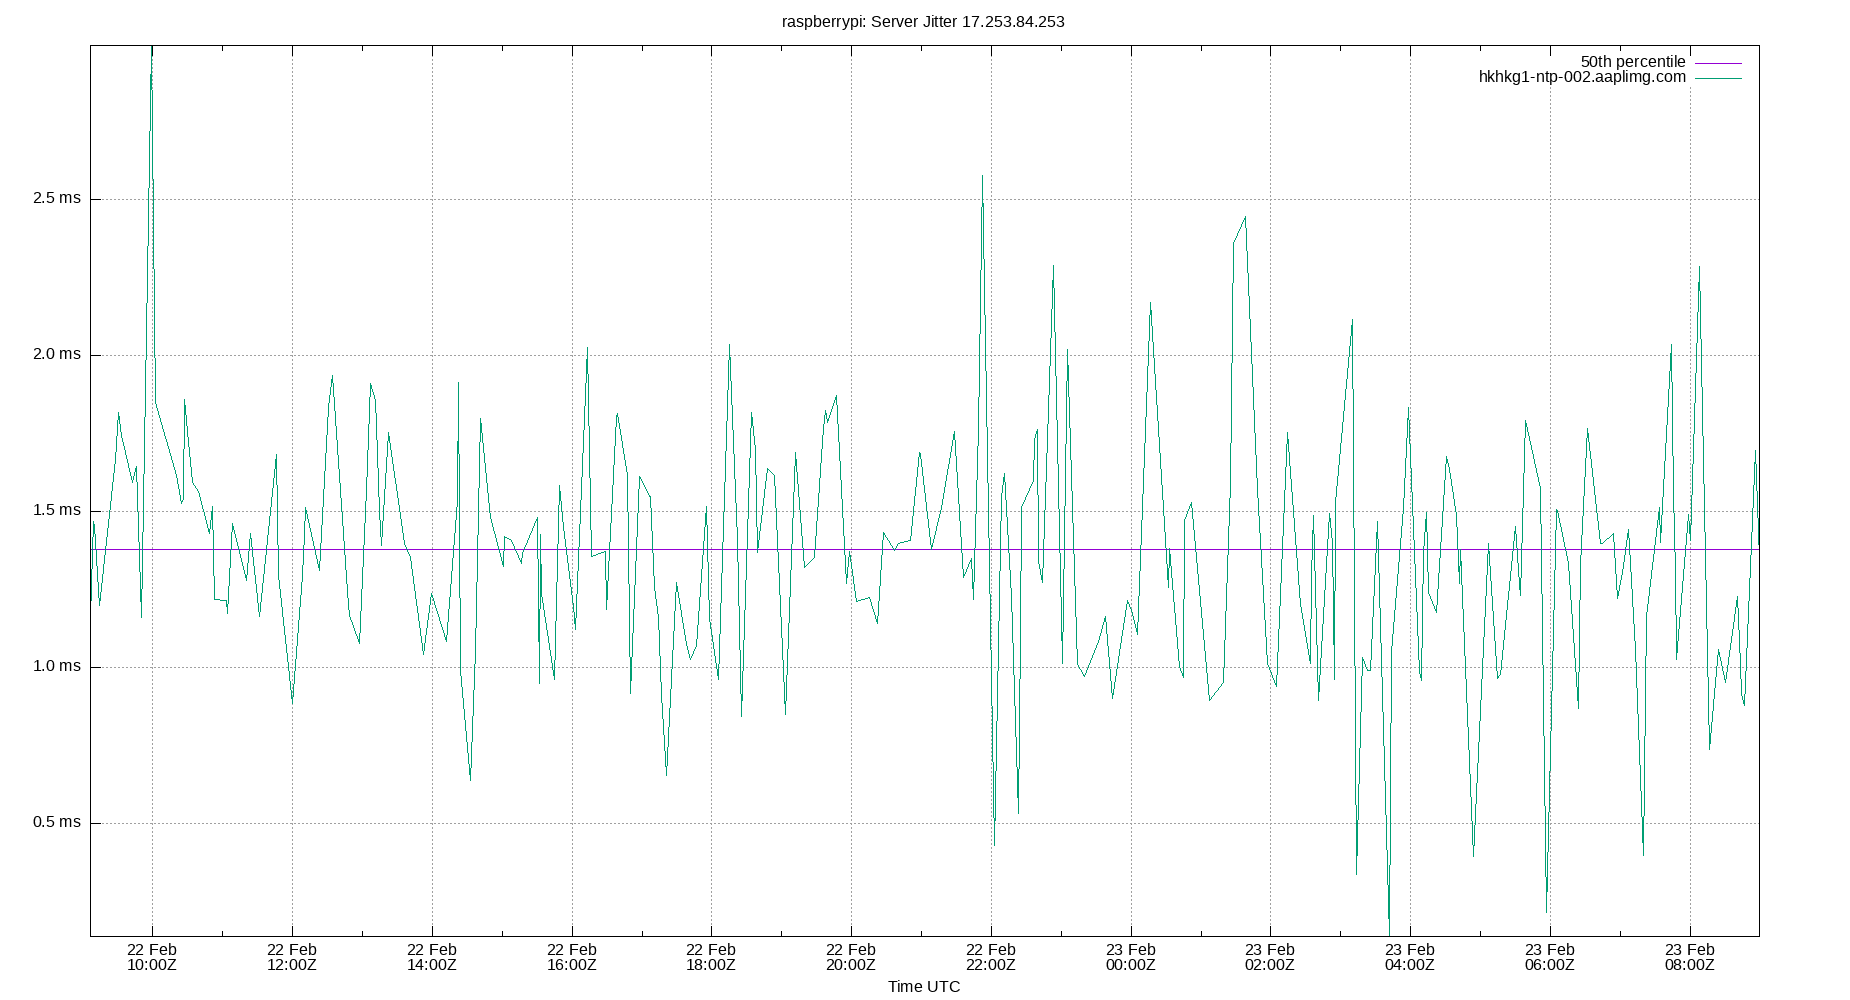 raspberrypi: Server Jitter 17.253.84.253
50th percentile
hkhkg1-ntp-002.aaplimg.com
2.5 ms
2.0 ms
1.5 ms
1.0 ms
0.5 ms
22 Feb 22 Feb 22 Feb 22 Feb 22 Feb 22 Feb 22 Feb 23 Feb 23 Feb 23 Feb 23 Feb 23 Feb
10:00Z 12:00Z 14:00Z 16:00Z 18:00Z 20:00Z 22:00Z 00:00Z 02:00Z 04:00Z 06:00Z 08:00Z
Time UTC